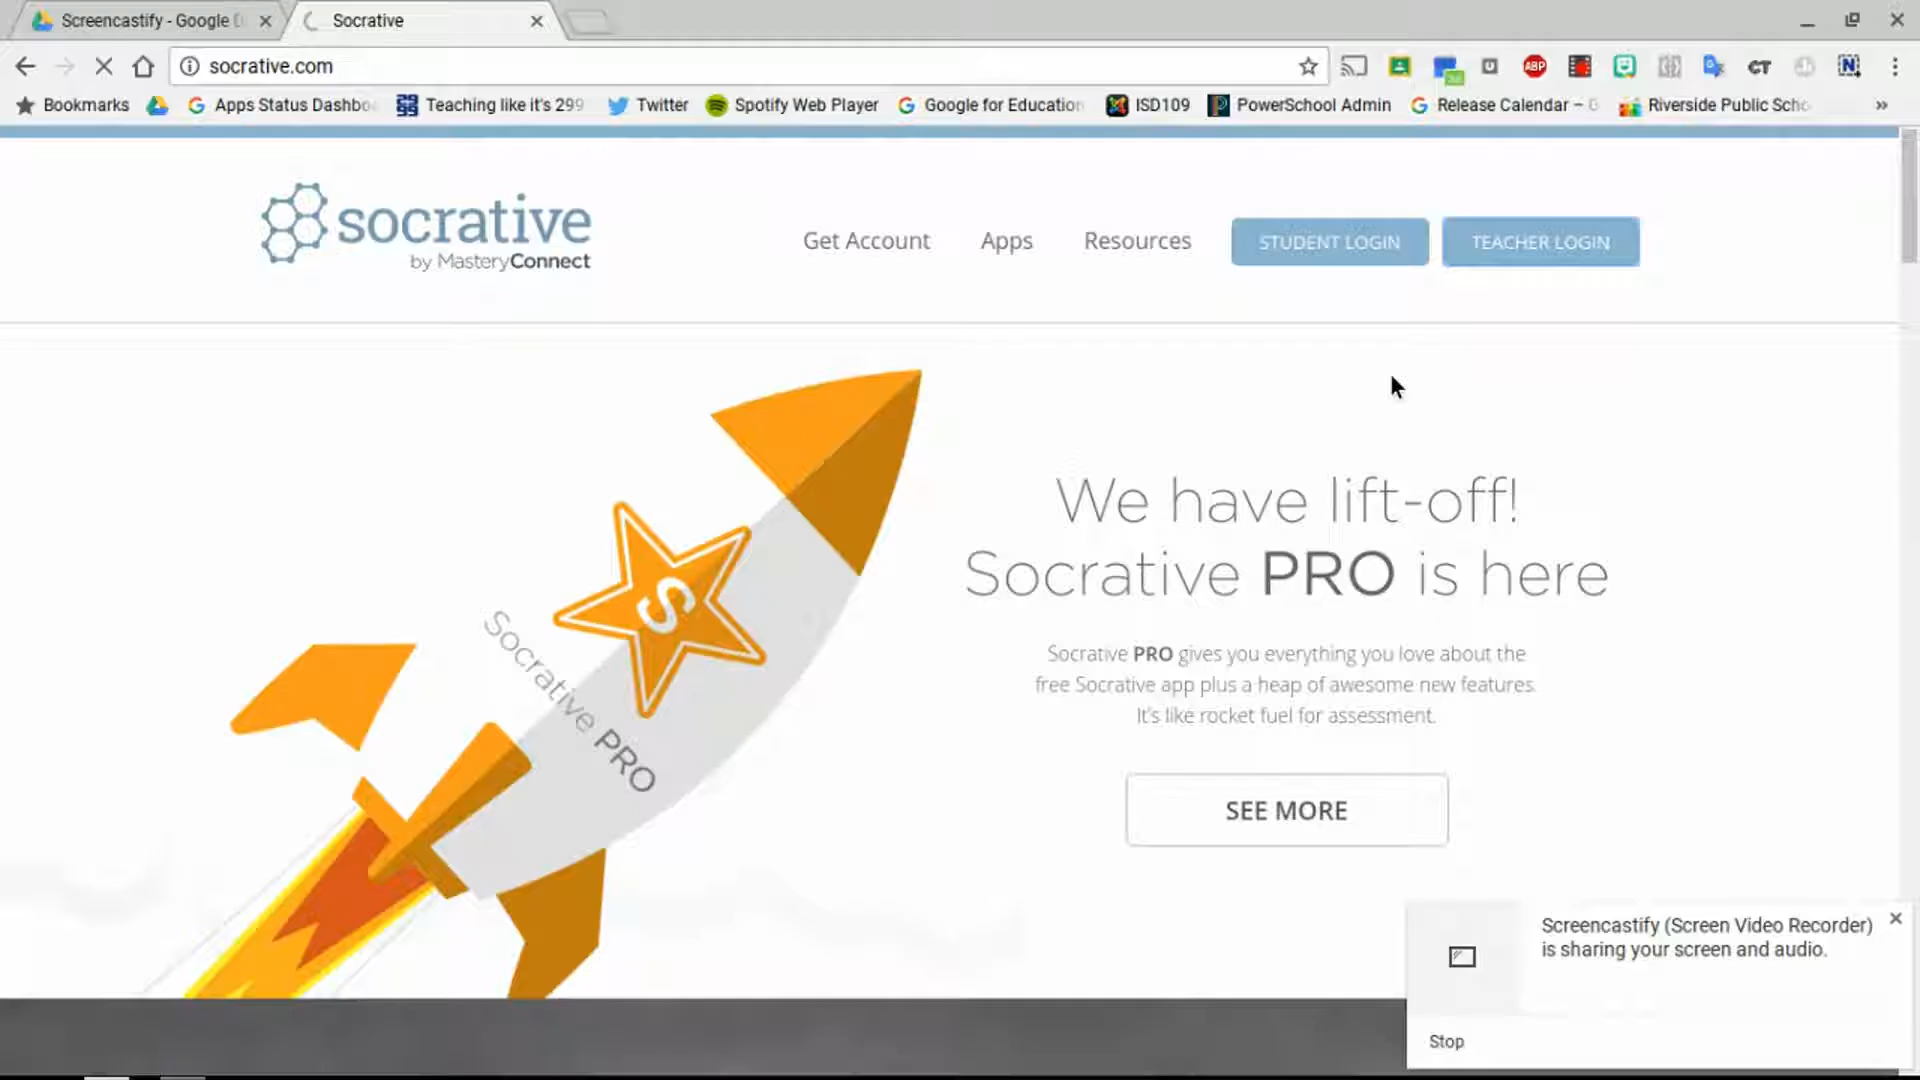 Screencastify - Google
Socrative
socrative.com
Bookmarks
Apps Status Dashbo
Teaching like it's 299
Twitter
Spotify Web Player
Google for Education
ISD109
PowerSchool Admin
Release Calendar – G
Riverside Public Scho
»
socrative
by MasteryConnect
Get Account
Apps
Resources
STUDENT LOGIN
TEACHER LOGIN
S
Socrative PRO
We have lift-off!
Socrative PRO is here
Socrative PRO gives you everything you love about the
free Socrative app plus a heap of awesome new features.
It's like rocket fuel for assessment.
SEE MORE
Screencastify (Screen Video Recorder)
is sharing your screen and audio.
Stop
ABP
CT
N